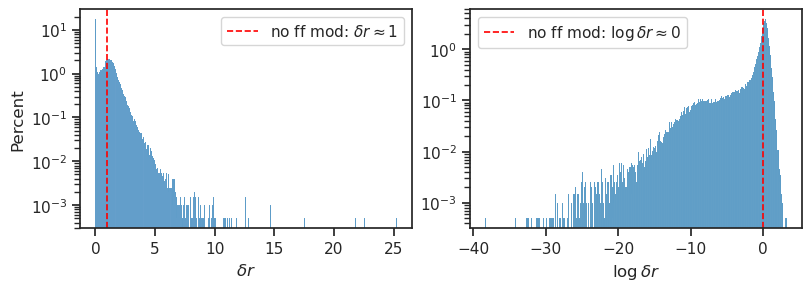 Percent
10¹
10⁰
10⁻¹
10⁻²
10⁻³
no ff mod: δr ≈ 1
0 5 10 15 20 25
δr
10⁰
10⁻¹
10⁻²
10⁻³
no ff mod: log δr ≈ 0
−40 −30 −20 −10 0
log δr